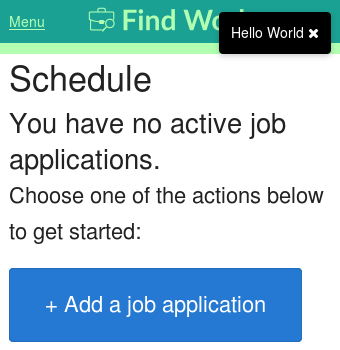 Menu
Find Wo
Hello World ✖
Schedule
You have no active job
applications.
Choose one of the actions below
to get started:
+ Add a job application